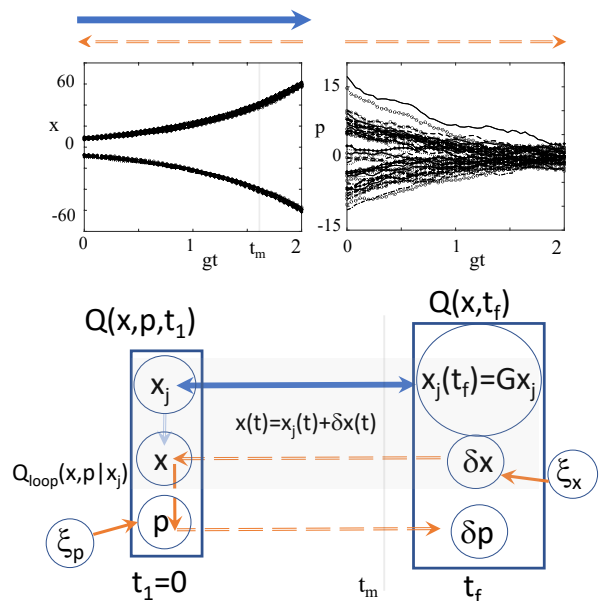 60
x
0
-60
0
1
t_m
2
gt
15
p
0
-15
0
1
2
gt
Q(x,p,t_1)
Q(x,t_f)
x_j
x_j(t_f)=Gx_j
x(t)=x_j(t)+δx(t)
x
δx
Q_loop(x,p|x_j)
ξ_x
p
δp
ξ_p
t_1=0
t_m
t_f